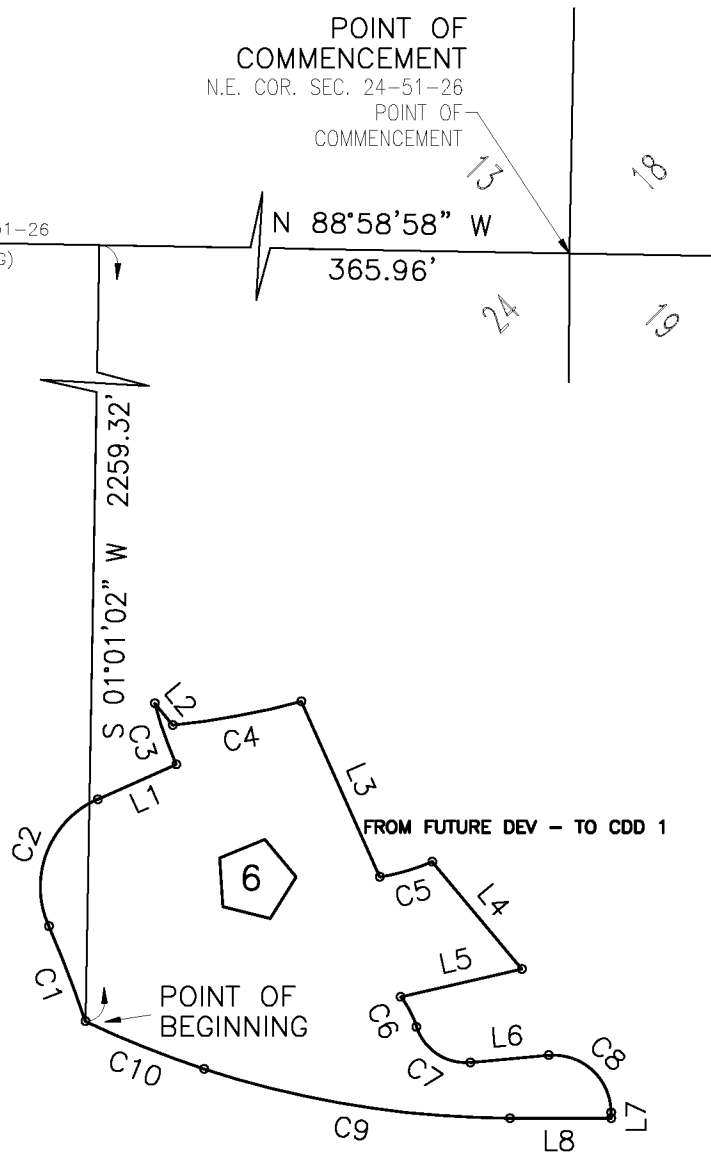 POINT OF
COMMENCEMENT
N.E. COR. SEC. 24-51-26
POINT OF
COMMENCEMENT
13
18
51-26
G)
N 88°58'58" W
365.96'
24
19
S 01°01'02" W 2259.32'
L2
C3
C4
L1
L3
FROM FUTURE DEV - TO CDD 1
C2
6
C5
L4
L5
C1
POINT OF
BEGINNING
C6
L6
C7
C8
C10
C9
L7
L8